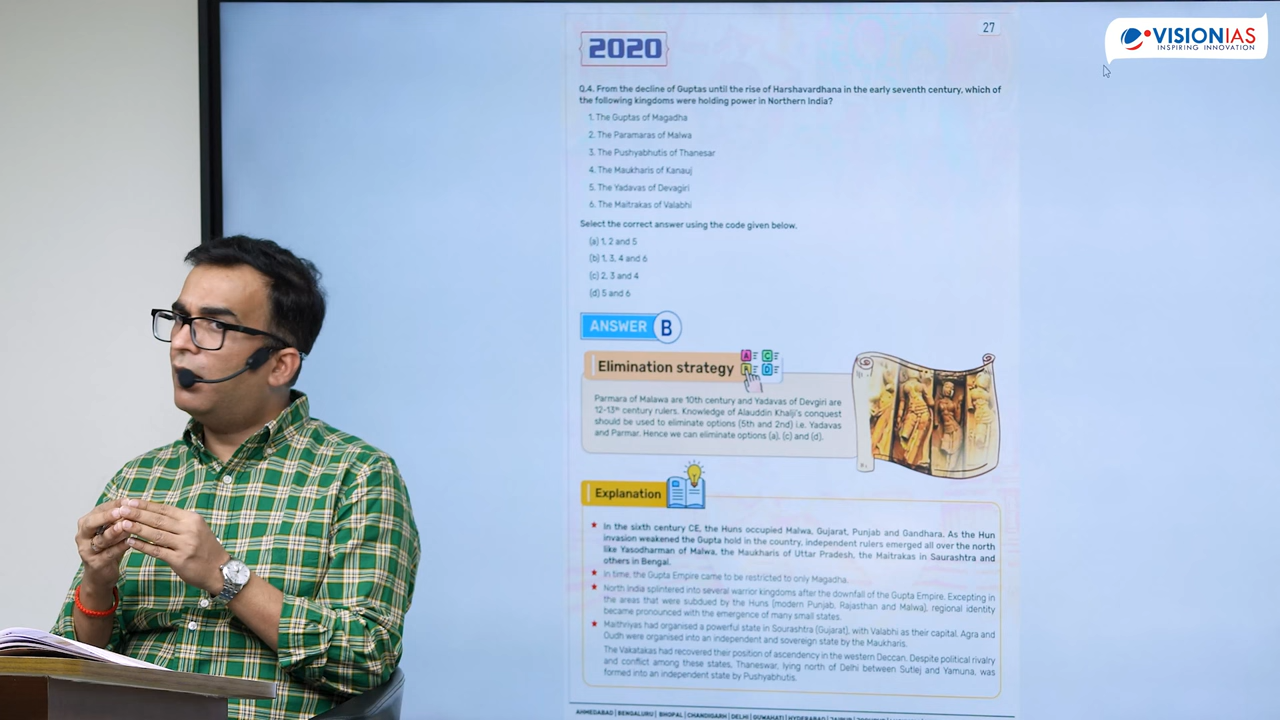 27
VISIONIAS
INSPIRING INNOVATION
2020
Q.4. From the decline of Guptas until the rise of Harshavardhana in the early seventh century, which of
the following kingdoms were holding power in Northern India?
1. The Guptas of Magadha
2. The Paramaras of Malwa
3. The Pushyabhutis of Thanesar
4. The Maukharis of Kanauj
5. The Yadavas of Devagiri
6. The Maitrakas of Valabhi
Select the correct answer using the code given below.
(a) 1, 2 and 5
(b) 1, 3, 4 and 6
(c) 2, 3 and 4
(d) 5 and 6
ANSWER B
Elimination strategy
A C
B D
Parmara of Malawa are 10th century and Yadavas of Devgiri are
12-13th century rulers. Knowledge of Alauddin Khalji's conquest
should be used to eliminate options (5th and 2nd) i.e. Yadavas
and Parmar. Hence we can eliminate options (a), (c) and (d).
Explanation
In the sixth century CE, the Huns occupied Malwa, Gujarat, Punjab and Gandhara. As the Hun
invasion weakened the Gupta hold in the country, independent rulers emerged all over the north
like Yasodharman of Malwa, the Maukharis of Uttar Pradesh, the Maitrakas in Saurashtra and
others in Bengal.
In time, the Gupta Empire came to be restricted to only Magadha.
North India splintered into several warrior kingdoms after the downfall of the Gupta Empire. Excepting in
the areas that were subdued by the Huns (modern Punjab, Rajasthan and Malwa), regional identity
became pronounced with the emergence of many small states.
Maithriyas had organised a powerful state in Sourashtra (Gujarat), with Valabhi as their capital. Agra and
Oudh were organised into an independent and sovereign state by the Maukharis.
The Vakatakas had recovered their position of ascendency in the western Deccan. Despite political rivalry
and conflict among these states, Thaneswar, lying north of Delhi between Sutlej and Yamuna, was
formed into an independent state by Pushyabhutis.
AHMEDABAD | BENGALURU | BHOPAL | CHANDIGARH | DELHI | GUWAHATI | HYDERABAD |